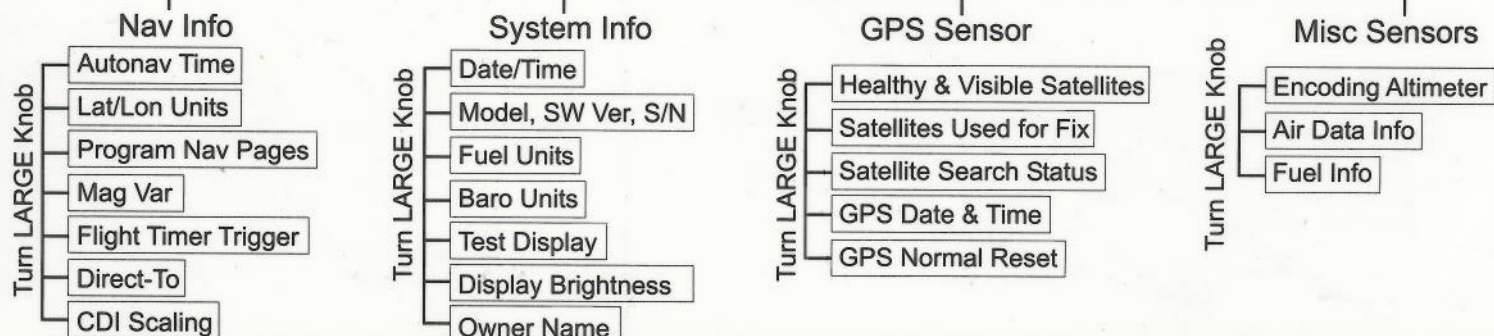 Nav Info
Turn LARGE Knob
Autonav Time
Lat/Lon Units
Program Nav Pages
Mag Var
Flight Timer Trigger
Direct-To
CDI Scaling
System Info
Turn LARGE Knob
Date/Time
Model, SW Ver, S/N
Fuel Units
Baro Units
Test Display
Display Brightness
Owner Name
GPS Sensor
Turn LARGE Knob
Healthy & Visible Satellites
Satellites Used for Fix
Satellite Search Status
GPS Date & Time
GPS Normal Reset
Misc Sensors
Turn LARGE Knob
Encoding Altimeter
Air Data Info
Fuel Info